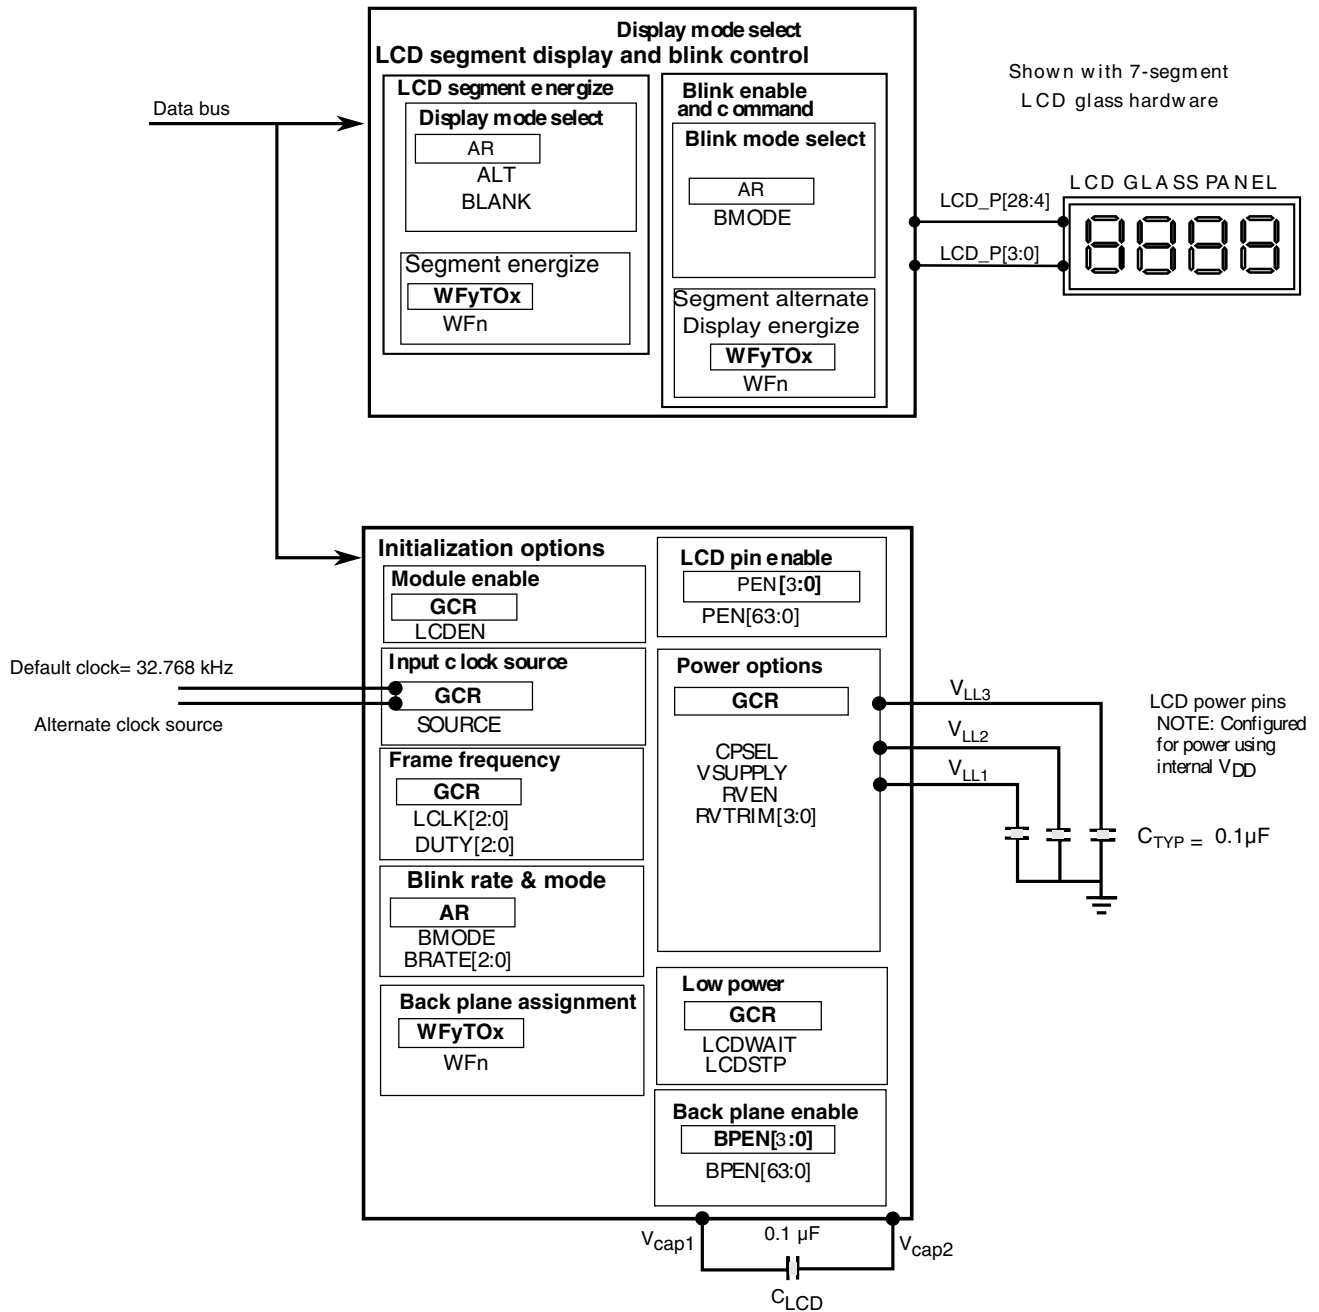 Display mode select
LCD segment display and blink control
LCD segment energize
Display mode select
AR
ALT
BLANK
Segment energize
WFyTOx
WFn
Blink enable
and command
Blink mode select
AR
BMODE
Segment alternate
Display energize
WFyTOx
WFn
Data bus
Shown with 7-segment
LCD glass hardware
LCD GLASS PANEL
LCD_P[28:4]
LCD_P[3:0]
Initialization options
Module enable
GCR
LCDEN
Input clock source
GCR
SOURCE
Default clock= 32.768 kHz
Alternate clock source
Frame frequency
GCR
LCLK[2:0]
DUTY[2:0]
Blink rate & mode
AR
BMODE
BRATE[2:0]
Back plane assignment
WFyTOx
WFn
LCD pin enable
PEN[3:0]
PEN[63:0]
Power options
GCR
CPSEL
VSUPPLY
RVEN
RVTRIM[3:0]
Low power
GCR
LCDWAIT
LCDSTP
Back plane enable
BPEN[3:0]
BPEN[63:0]
VLL3
VLL2
VLL1
LCD power pins
NOTE: Configured
for power using
internal VDD
CTYP = 0.1µF
Vcap1
0.1 µF
Vcap2
CLCD